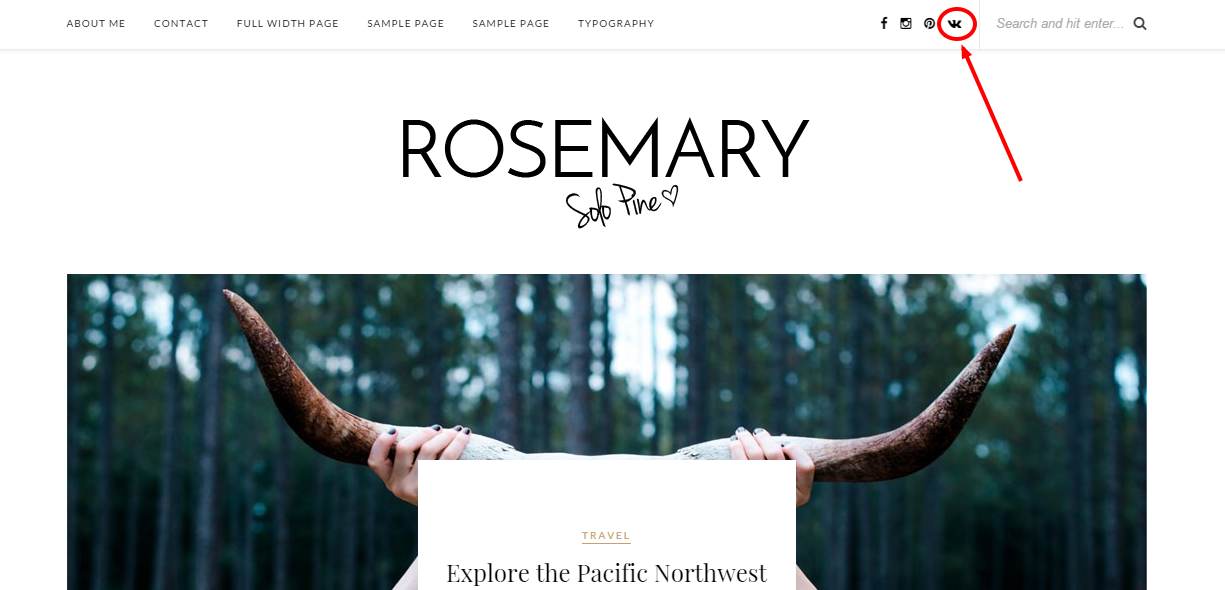 ABOUT ME CONTACT FULL WIDTH PAGE SAMPLE PAGE SAMPLE PAGE TYPOGRAPHY Search and hit enter...
ROSEMARY
Solo Pine
TRAVEL
Explore the Pacific Northwest